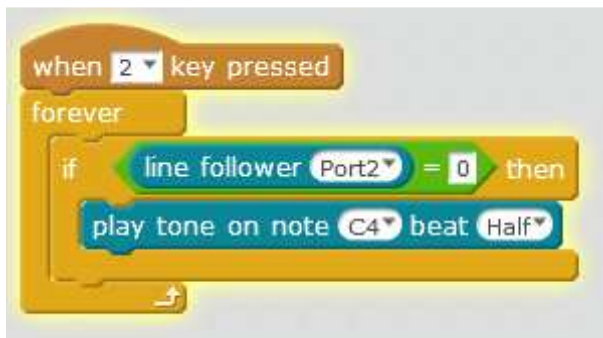 when 2 key pressed
forever
if line follower Port2 = 0 then
play tone on note C4 beat Half